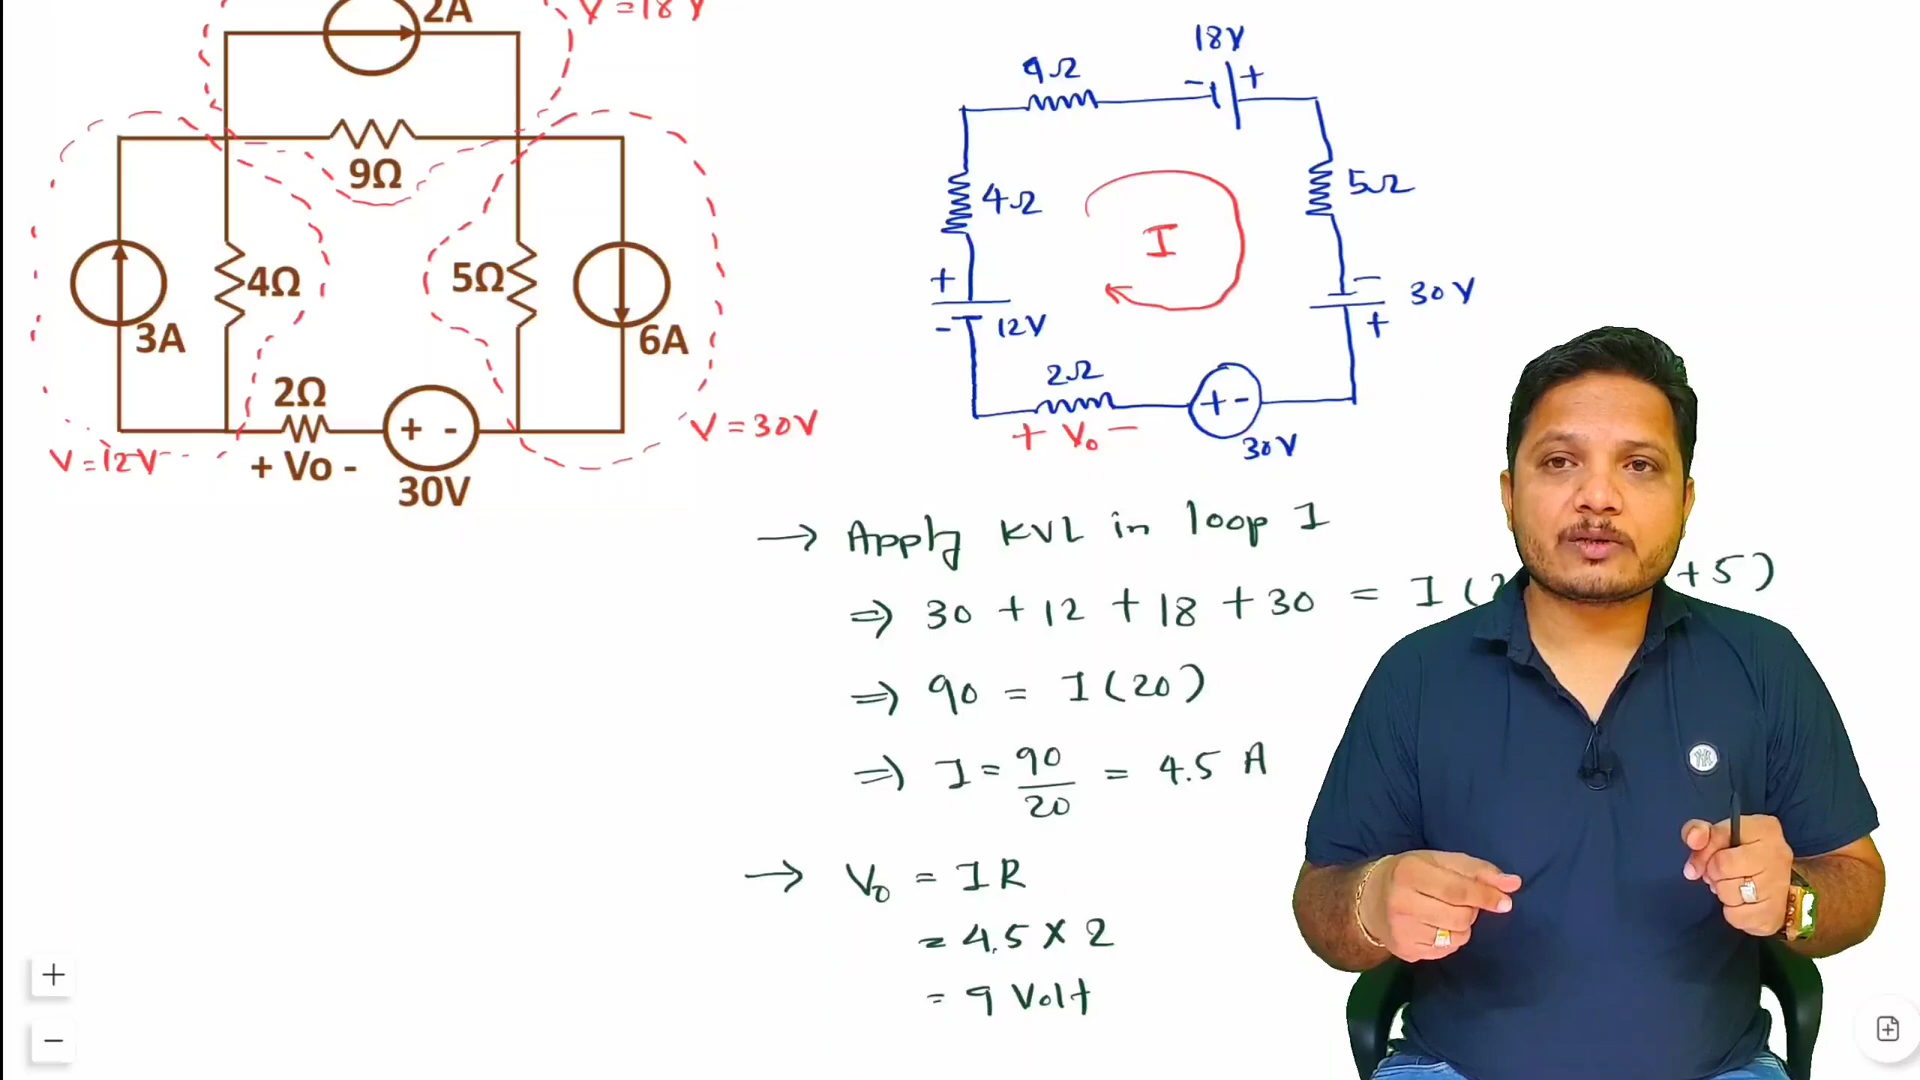 2A
V = 18 V
9Ω
4Ω
5Ω
3A
6A
2Ω
V = 12V
+ Vo -
+ -
30V
V = 30V
18V
- +
9Ω
4Ω
5Ω
I
+
- 12V
-
30V
+
2Ω
+ -
+ Vo -
30V
→ Apply KVL in loop I
⇒ 30 + 12 + 18 + 30 = I ( +5)
⇒ 90 = I (20)
⇒ I = 90/20 = 4.5 A
→ Vo = IR
= 4.5 × 2
= 9 Volt
+
−